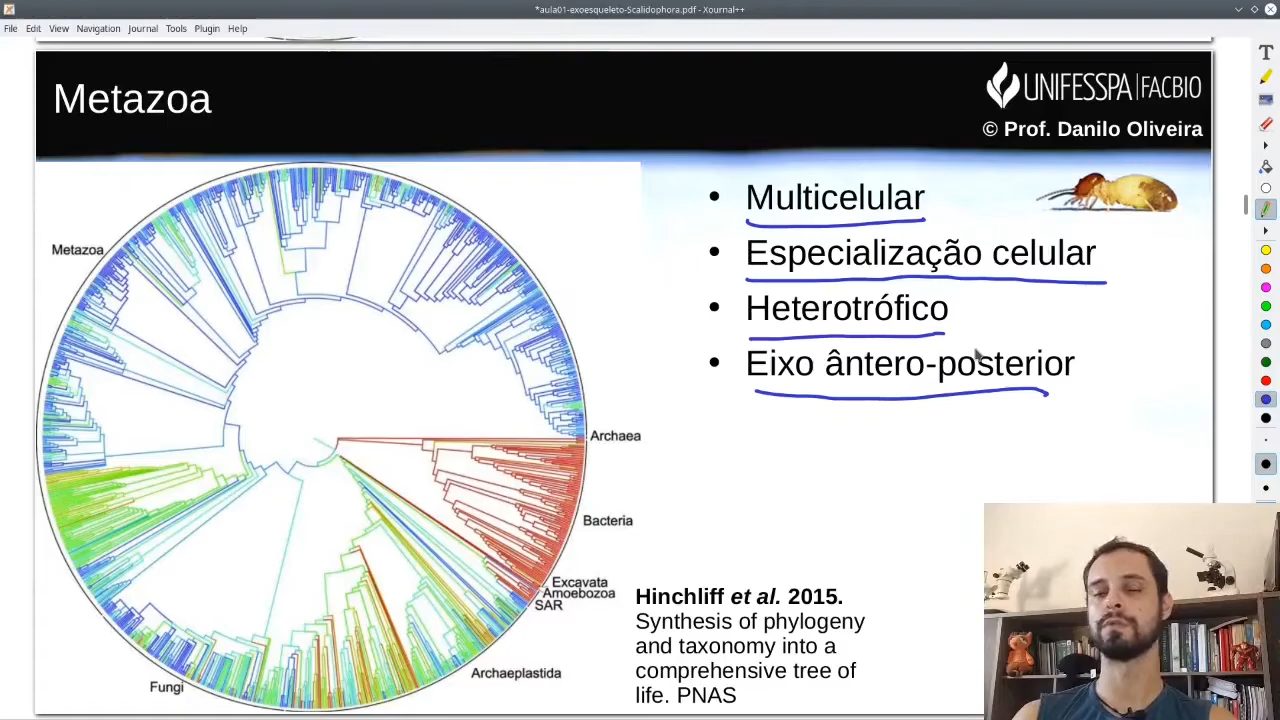 *aula01-exoesqueleto-Scalidophora.pdf - Xournal++
File Edit View Navigation Journal Tools Plugin Help
Metazoa
UNIFESSPA|FACBIO
© Prof. Danilo Oliveira
• Multicelular
• Especialização celular
• Heterotrófico
• Eixo ântero-posterior
Metazoa
Archaea
Bacteria
Excavata
Amoebozoa
SAR
Archaeplastida
Fungi
Hinchliff et al. 2015.
Synthesis of phylogeny
and taxonomy into a
comprehensive tree of
life. PNAS
T